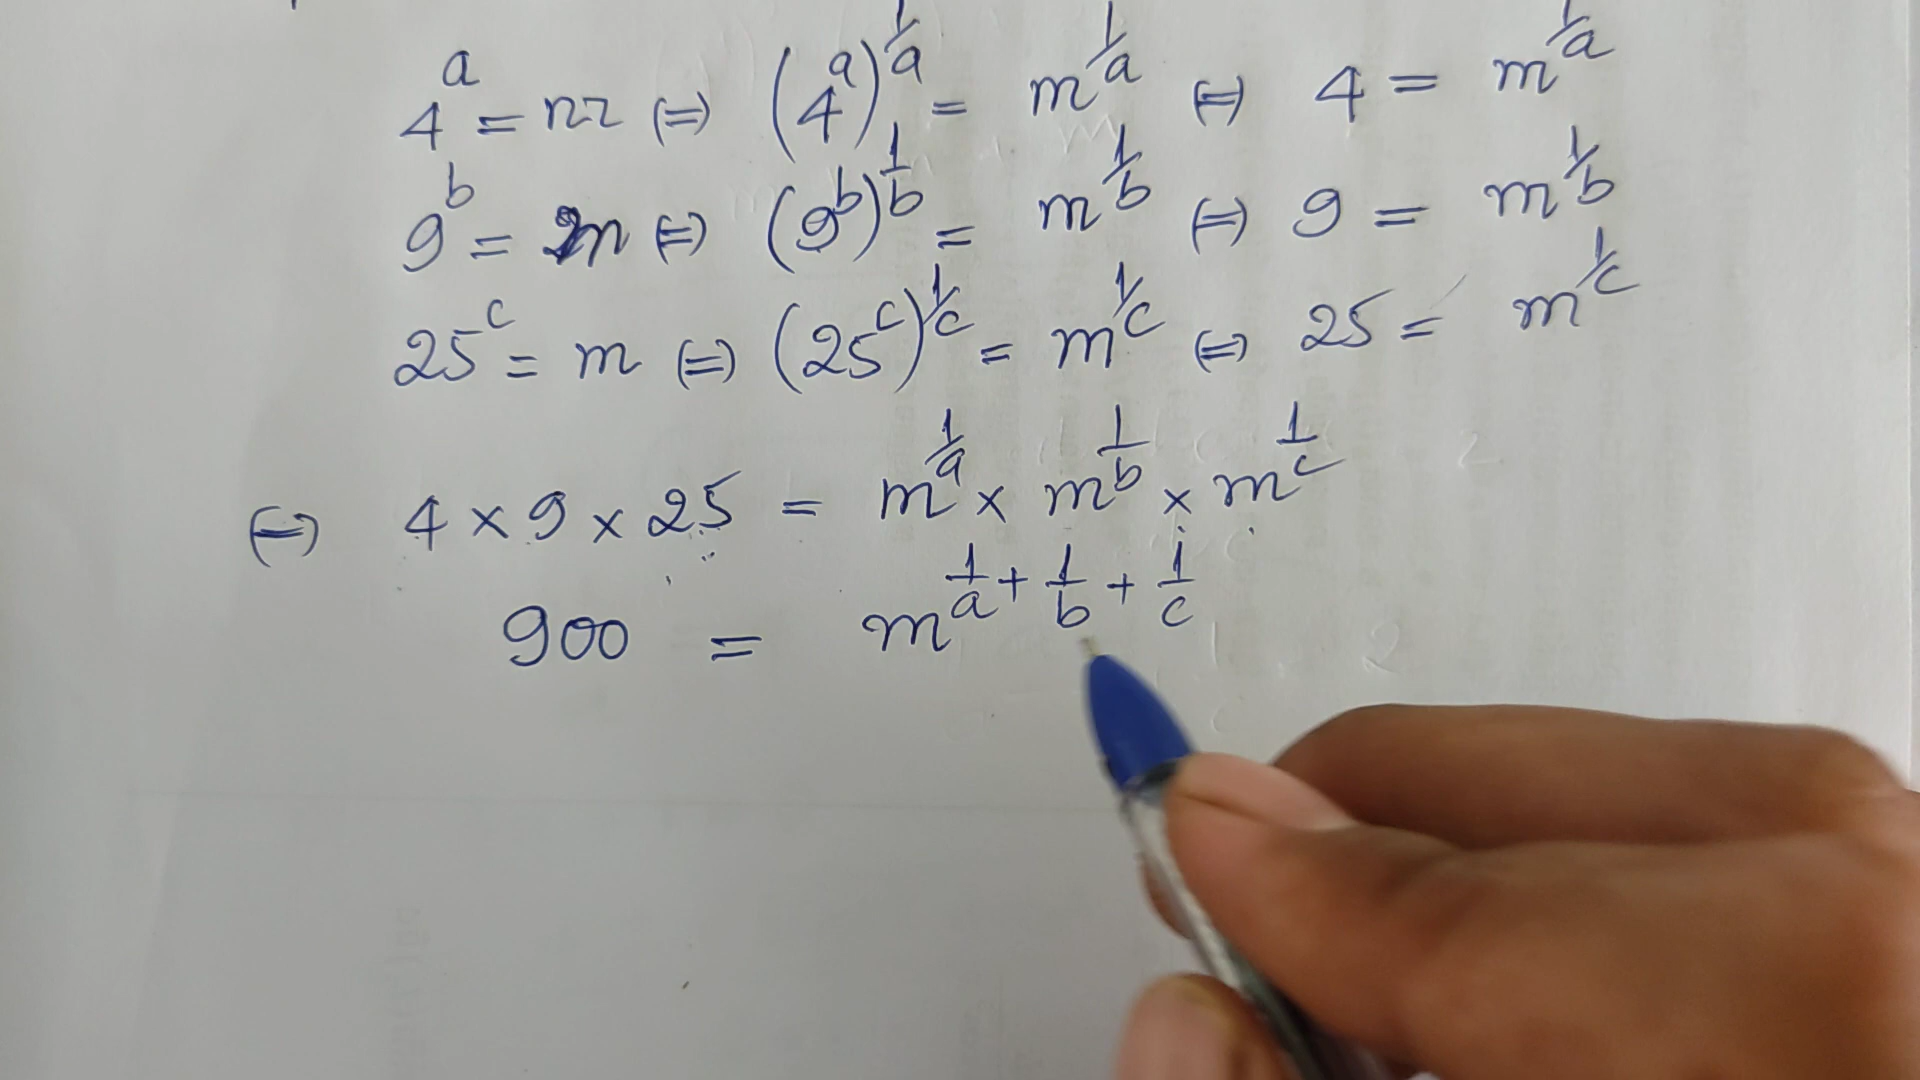 4^a = m (=) (4^a)^(1/a) = m^(1/a) (=) 4 = m^(1/a)
9^b = m (=) (9^b)^(1/b) = m^(1/b) (=) 9 = m^(1/b)
25^c = m (=) (25^c)^(1/c) = m^(1/c) (=) 25 = m^(1/c)
(=) 4 × 9 × 25 = m^(1/a) × m^(1/b) × m^(1/c)
900 = m^(1/a + 1/b + 1/c)